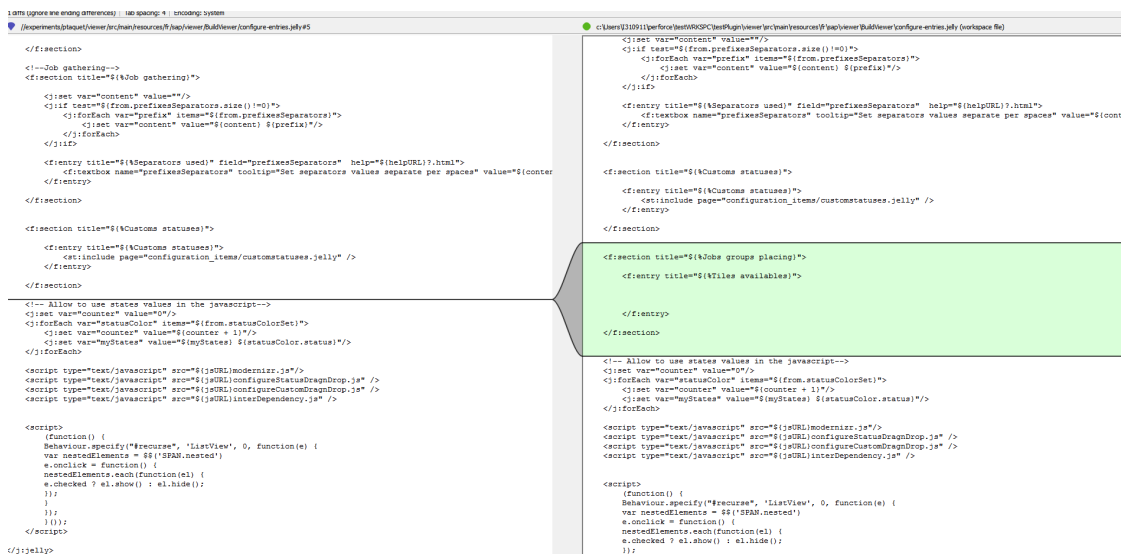 1 diffs (Ignore line ending differences) | Tab spacing: 4 | Encoding: System
//experiments/ptaquet/viewer/src/main/resources/fr/sap/viewer/BuildViewer/configure-entries.jelly#5
</f:section>
<!--Job gathering-->
<f:section title="${%Job gathering}">
<j:set var="content" value=""/>
<j:if test="${from.prefixesSeparators.size()!=0}">
<j:forEach var="prefix" items="${from.prefixesSeparators}">
<j:set var="content" value="${content} ${prefix}"/>
</j:forEach>
</j:if>
<f:entry title="${%Separators used}" field="prefixesSeparators"  help="${helpURL}?.html">
<f:textbox name="prefixesSeparators" tooltip="Set separators values separate per spaces" value="${conten
</f:entry>
</f:section>
<f:section title="${%Customs statuses}">
<f:entry title="${%Customs statuses}">
<st:include page="configuration_items/customstatuses.jelly" />
</f:entry>
</f:section>
<!-- Allow to use states values in the javascript-->
<j:set var="counter" value="0"/>
<j:forEach var="statusColor" items="${from.statusColorSet}">
<j:set var="counter" value="${counter + 1}"/>
<j:set var="myStates" value="${myStates} ${statusColor.status}"/>
</j:forEach>
<script type="text/javascript" src="${jsURL}modernizr.js"/>
<script type="text/javascript" src="${jsURL}configureStatusDragnDrop.js" />
<script type="text/javascript" src="${jsURL}configureCustomDragnDrop.js" />
<script type="text/javascript" src="${jsURL}interDependency.js" />
<script>
(function() {
Behaviour.specify("#recurse", 'ListView', 0, function(e) {
var nestedElements = $$('SPAN.nested')
e.onclick = function() {
nestedElements.each(function(el) {
e.checked ? el.show() : el.hide();
});
}
});
}());
</script>
</j:jelly>
c:\Users\I310911\perforce\testWRKSPC\testPlugin\viewer\src\main\resources\fr\sap\viewer\BuildViewer\configure-entries.jelly (workspace file)
<j:set var="content" value=""/>
<j:if test="${from.prefixesSeparators.size()!=0}">
<j:forEach var="prefix" items="${from.prefixesSeparators}">
<j:set var="content" value="${content} ${prefix}"/>
</j:forEach>
</j:if>
<f:entry title="${%Separators used}" field="prefixesSeparators"  help="${helpURL}?.html">
<f:textbox name="prefixesSeparators" tooltip="Set separators values separate per spaces" value="${cont
</f:entry>
</f:section>
<f:section title="${%Customs statuses}">
<f:entry title="${%Customs statuses}">
<st:include page="configuration_items/customstatuses.jelly" />
</f:entry>
</f:section>
<f:section title="${%Jobs groups placing}">
<f:entry title="${%Tiles available}">
</f:entry>
</f:section>
<!-- Allow to use states values in the javascript-->
<j:set var="counter" value="0"/>
<j:forEach var="statusColor" items="${from.statusColorSet}">
<j:set var="counter" value="${counter + 1}"/>
<j:set var="myStates" value="${myStates} ${statusColor.status}"/>
</j:forEach>
<script type="text/javascript" src="${jsURL}modernizr.js"/>
<script type="text/javascript" src="${jsURL}configureStatusDragnDrop.js" />
<script type="text/javascript" src="${jsURL}configureCustomDragnDrop.js" />
<script type="text/javascript" src="${jsURL}interDependency.js" />
<script>
(function() {
Behaviour.specify("#recurse", 'ListView', 0, function(e) {
var nestedElements = $$('SPAN.nested')
e.onclick = function() {
nestedElements.each(function(el) {
e.checked ? el.show() : el.hide();
});